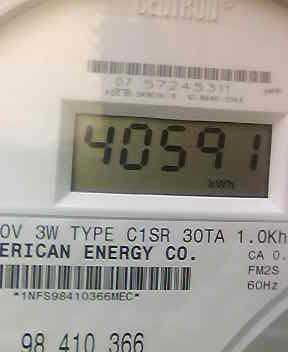 CENTRON
07 57245311
40591
kWh
0V 3W TYPE C1SR 30TA 1.0Kh
ERICAN ENERGY CO.
CA 0.
FM2S
*1NFS98410366MEC*
60Hz
98 410 366